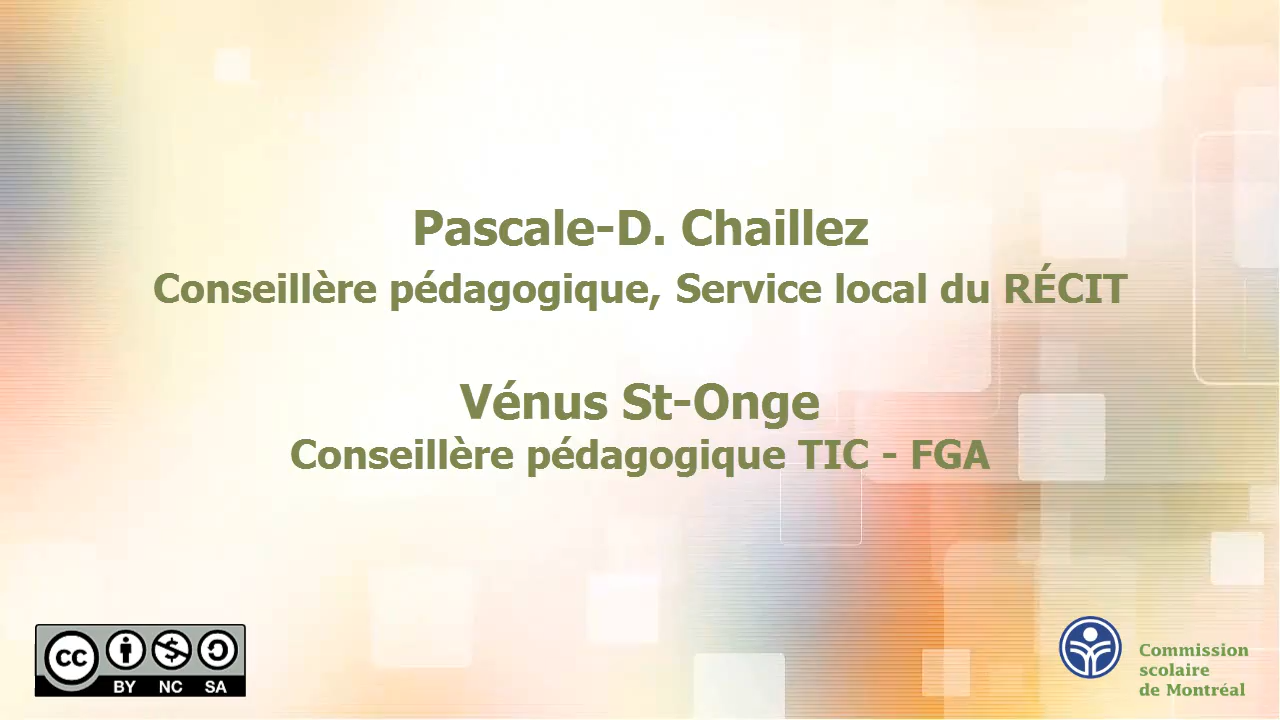 Pascale-D. Chaillez
Conseillère pédagogique, Service local du RÉCIT
Vénus St-Onge
Conseillère pédagogique TIC - FGA
cc
BY NC SA
Commission
scolaire
de Montréal